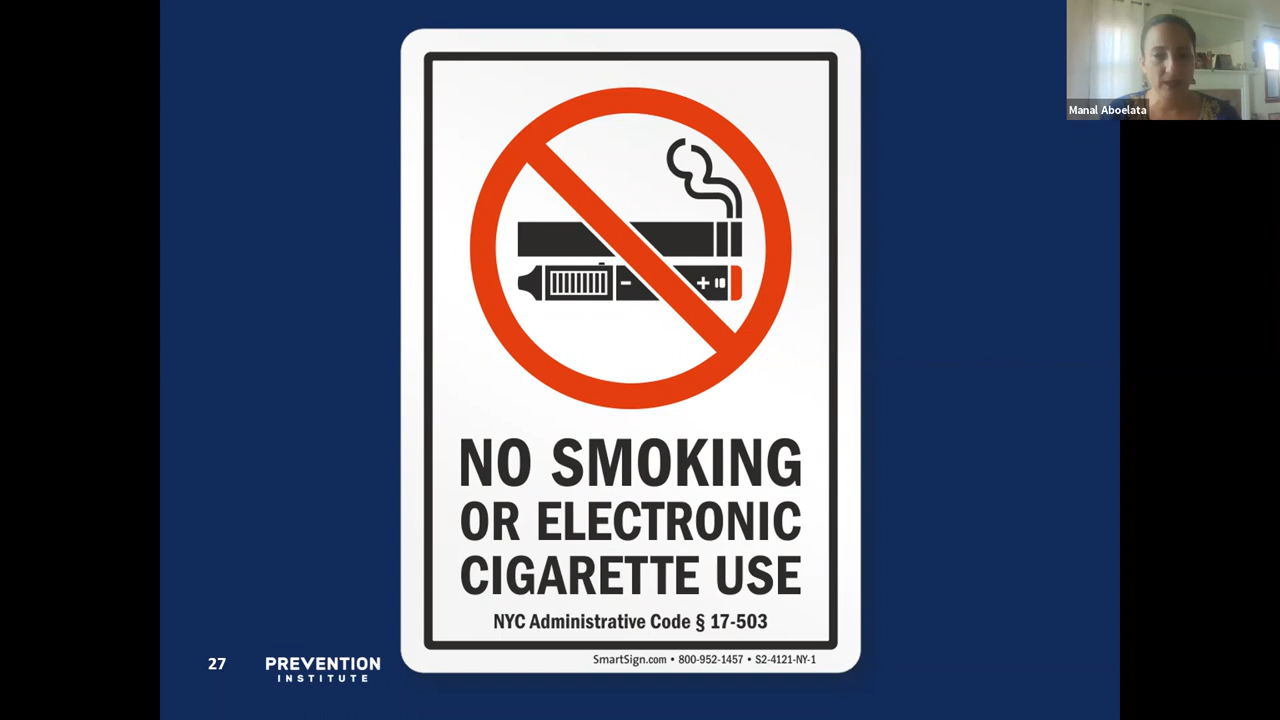 Manal Aboelata
NO SMOKING
OR ELECTRONIC
CIGARETTE USE
NYC Administrative Code § 17-503
SmartSign.com • 800-952-1457 • S2-4121-NY-1
27
PREVENTION
INSTITUTE